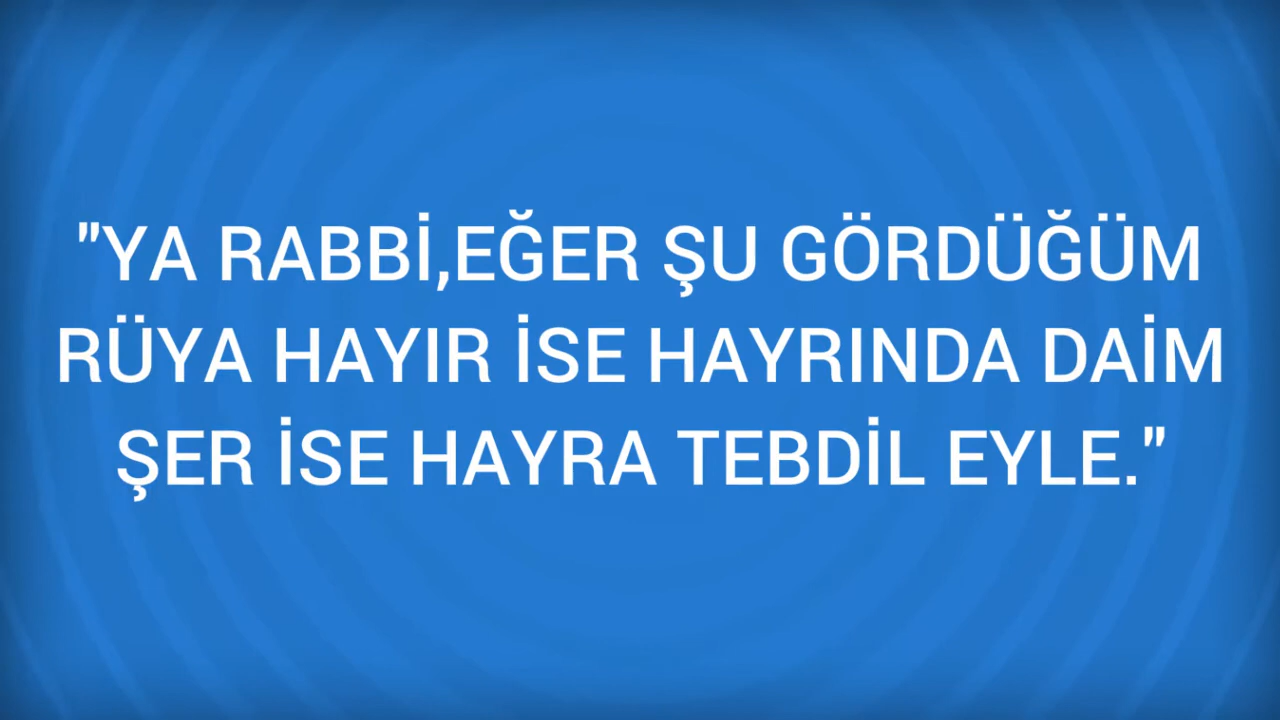 "YA RABBİ,EĞER ŞU GÖRDÜĞÜM
RÜYA HAYIR İSE HAYRINDA DAİM
ŞER İSE HAYRA TEBDİL EYLE."